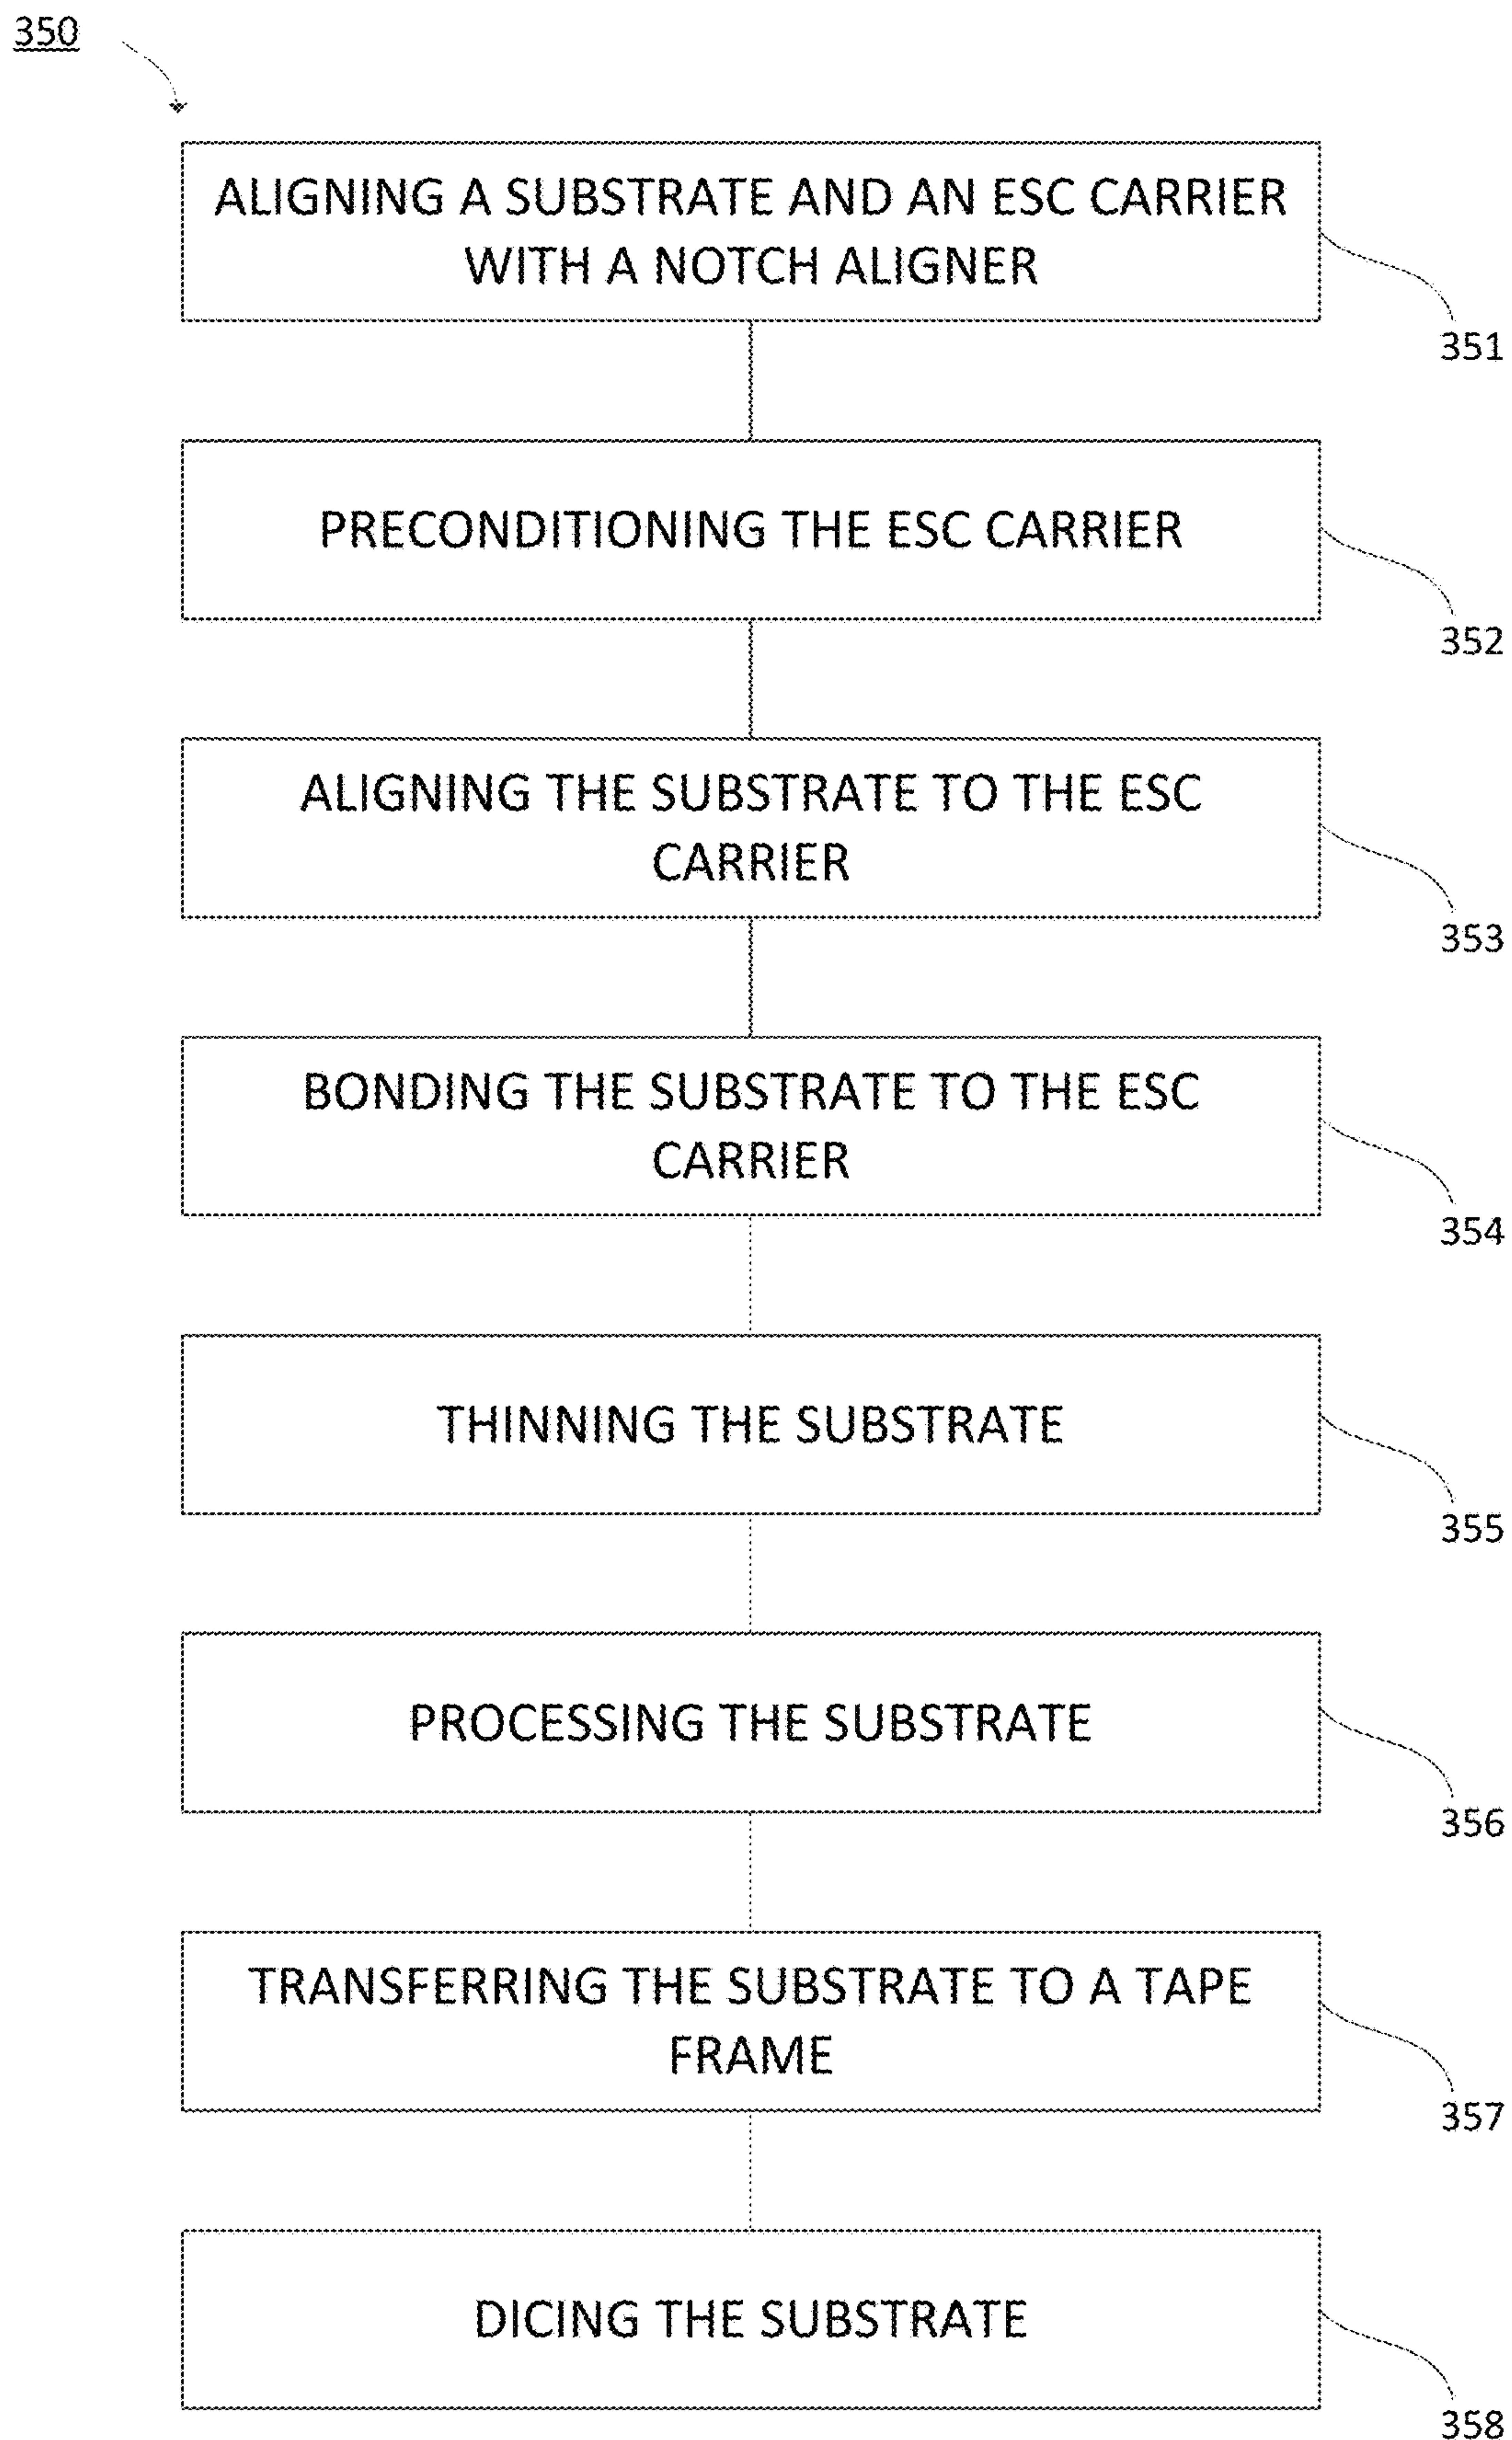 350
ALIGNING A SUBSTRATE AND AN ESC CARRIER
WITH A NOTCH ALIGNER
351
PRECONDITIONING THE ESC CARRIER
352
ALIGNING THE SUBSTRATE TO THE ESC
CARRIER
353
BONDING THE SUBSTRATE TO THE ESC
CARRIER
354
THINNING THE SUBSTRATE
355
PROCESSING THE SUBSTRATE
356
TRANSFERRING THE SUBSTRATE TO A TAPE
FRAME
357
DICING THE SUBSTRATE
358